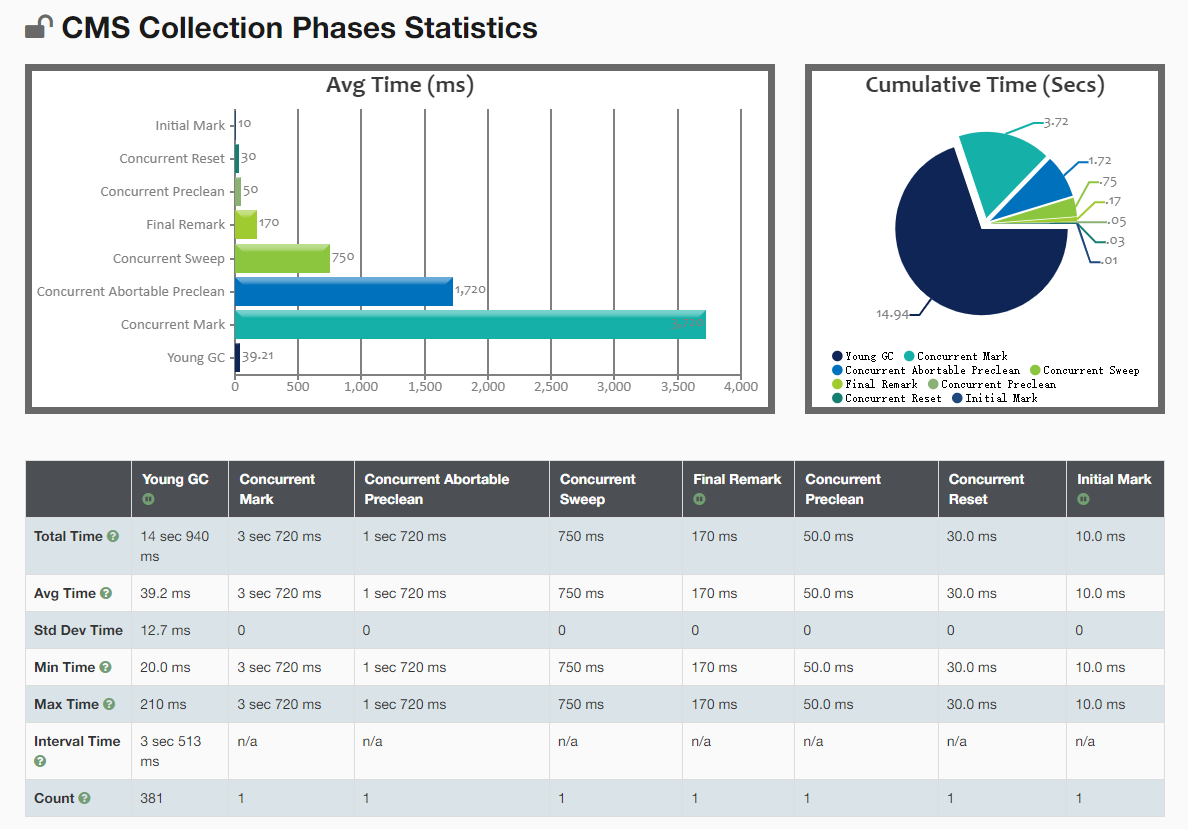 CMS Collection Phases Statistics
Avg Time (ms)
Initial Mark
10
Concurrent Reset
30
Concurrent Preclean
50
Final Remark
170
Concurrent Sweep
750
Concurrent Abortable Preclean
1,720
Concurrent Mark
Young GC
39.21
0 500 1,000 1,500 2,000 2,500 3,000 3,500 4,000
Cumulative Time (Secs)
3.72
1.72
.75
.17
.05
.03
.01
14.94
Young GC Concurrent Mark
Concurrent Abortable Preclean Concurrent Sweep
Final Remark Concurrent Preclean
Concurrent Reset Initial Mark
Young GC Concurrent Mark Concurrent Abortable Preclean Concurrent Sweep Final Remark Concurrent Preclean Concurrent Reset Initial Mark
Total Time 14 sec 940 ms 3 sec 720 ms 1 sec 720 ms 750 ms 170 ms 50.0 ms 30.0 ms 10.0 ms
Avg Time 39.2 ms 3 sec 720 ms 1 sec 720 ms 750 ms 170 ms 50.0 ms 30.0 ms 10.0 ms
Std Dev Time 12.7 ms 0 0 0 0 0 0 0
Min Time 20.0 ms 3 sec 720 ms 1 sec 720 ms 750 ms 170 ms 50.0 ms 30.0 ms 10.0 ms
Max Time 210 ms 3 sec 720 ms 1 sec 720 ms 750 ms 170 ms 50.0 ms 30.0 ms 10.0 ms
Interval Time 3 sec 513 ms n/a n/a n/a n/a n/a n/a n/a
Count 381 1 1 1 1 1 1 1